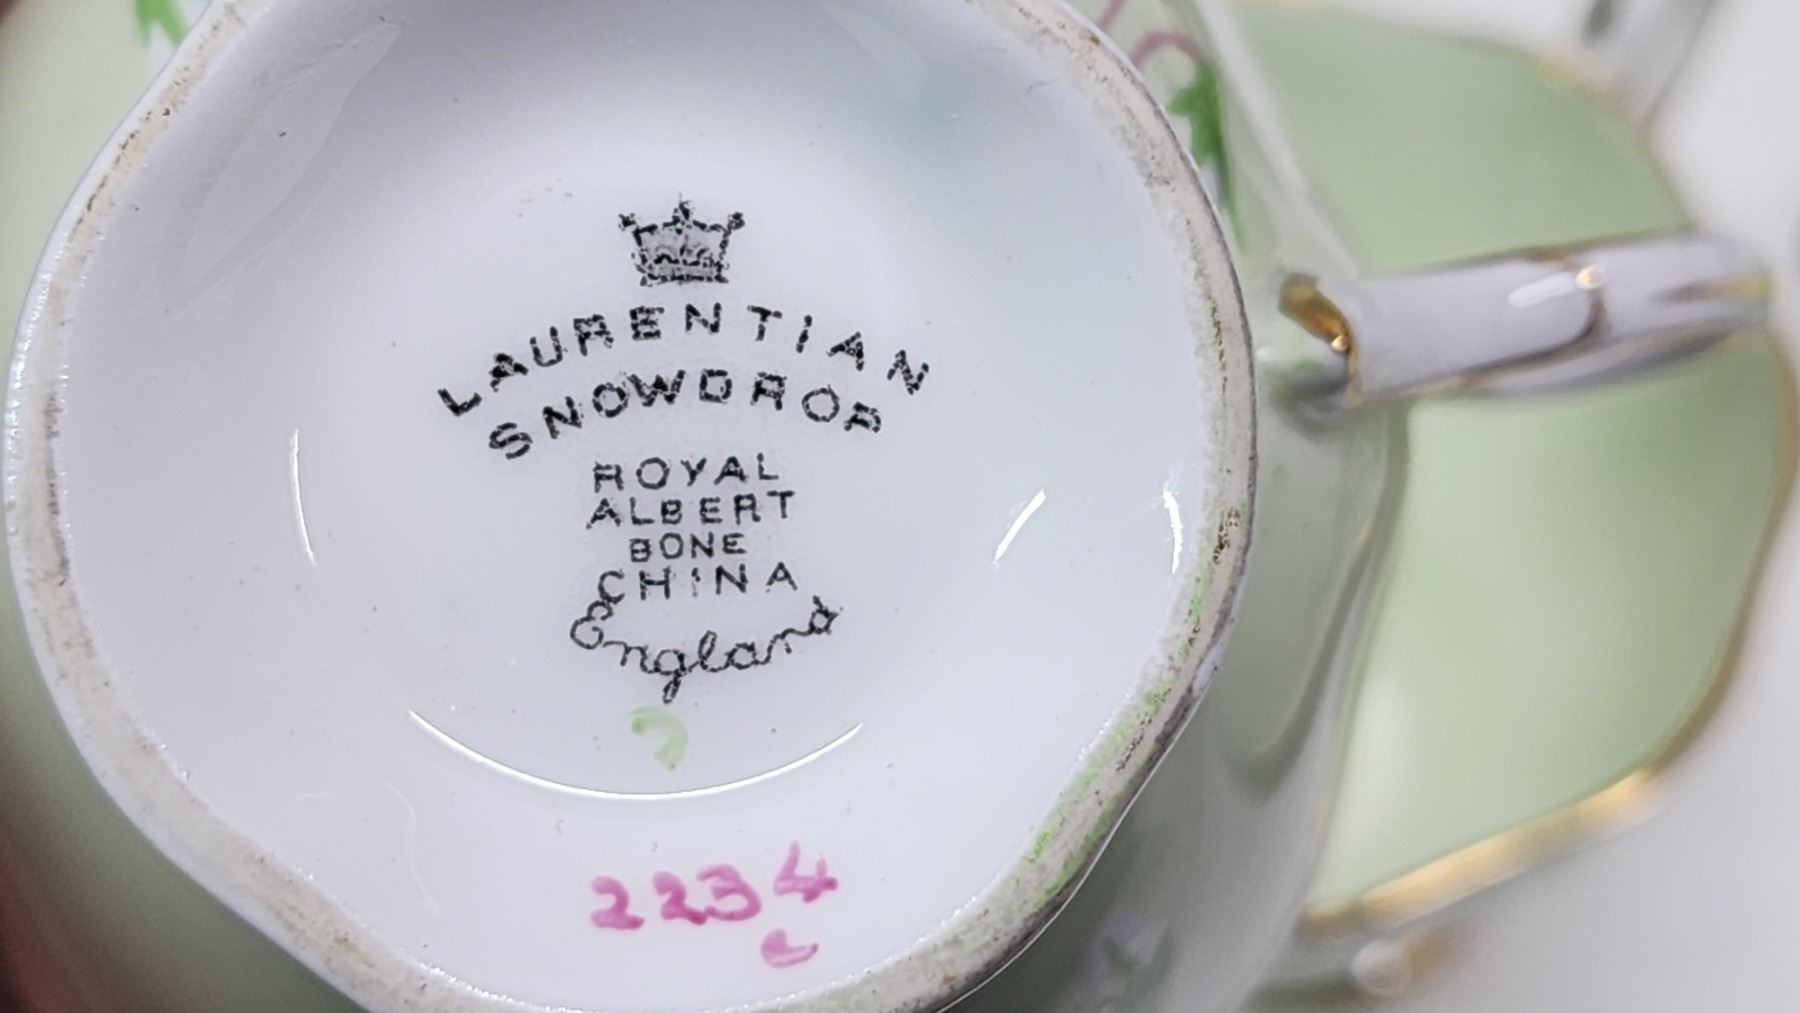 LAURENTIAN
SNOWDROP
ROYAL
ALBERT
BONE
CHINA
England
2234
e